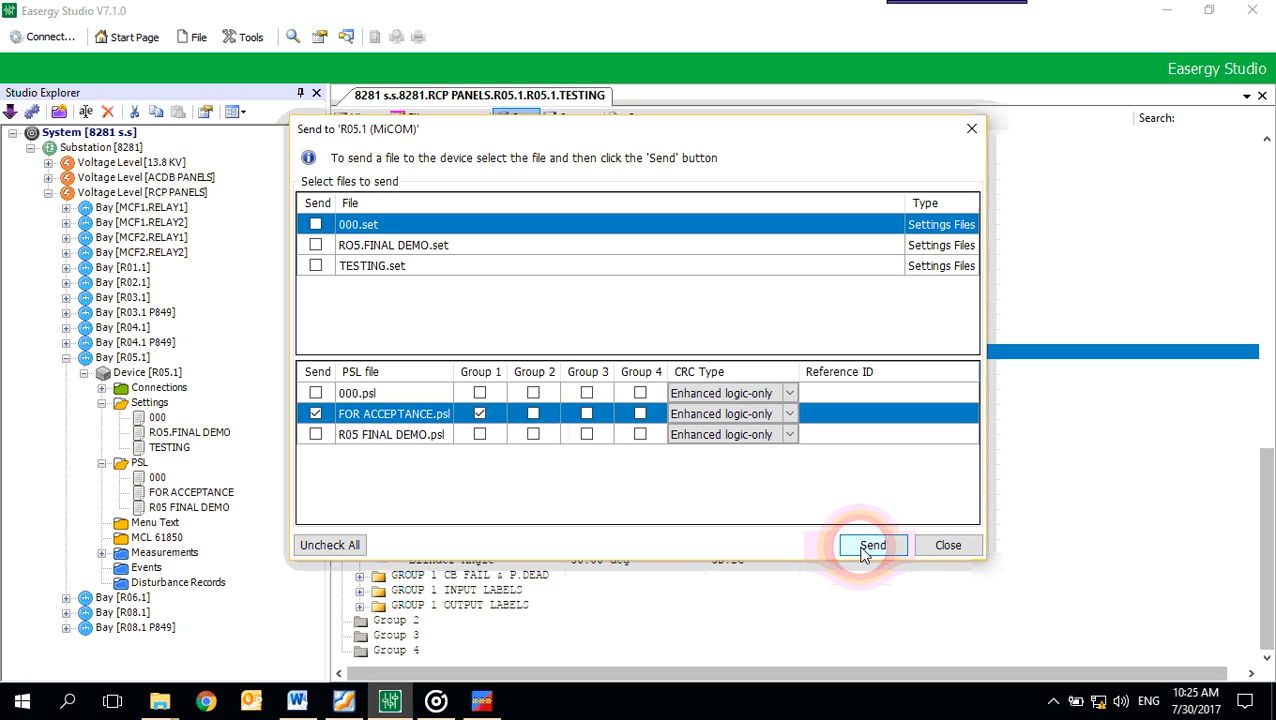 Easergy Studio V7.1.0
Connect...
Start Page
File
Tools
Easergy Studio
Studio Explorer
8281 s.s.8281.RCP PANELS.R05.1.R05.1.TESTING
Search:
System [8281 s.s]
Substation [8281]
Voltage Level [13.8 KV]
Voltage Level [ACDB PANELS]
Voltage Level [RCP PANELS]
Bay [MCF1.RELAY1]
Bay [MCF1.RELAY2]
Bay [MCF2.RELAY1]
Bay [MCF2.RELAY2]
Bay [R01.1]
Bay [R02.1]
Bay [R03.1]
Bay [R03.1 P849]
Bay [R04.1]
Bay [R04.1 P849]
Bay [R05.1]
Device [R05.1]
Connections
Settings
000
RO5.FINAL DEMO
TESTING
PSL
000
FOR ACCEPTANCE
R05 FINAL DEMO
Menu Text
MCL 61850
Measurements
Events
Disturbance Records
Bay [R06.1]
Bay [R08.1]
Bay [R08.1 P849]
Send to 'R05.1 (MiCOM)'
To send a file to the device select the file and then click the 'Send' button
Select files to send
Send File Type
000.set Settings Files
RO5.FINAL DEMO.set Settings Files
TESTING.set Settings Files
Send PSL file Group 1 Group 2 Group 3 Group 4 CRC Type Reference ID
000.psl Enhanced logic-only
FOR ACCEPTANCE.psl Enhanced logic-only
R05 FINAL DEMO.psl Enhanced logic-only
Uncheck All
Send
Close
GROUP 1 CB FAIL & P.DEAD
GROUP 1 INPUT LABELS
GROUP 1 OUTPUT LABELS
Group 2
Group 3
Group 4
ENG
10:25 AM
7/30/2017